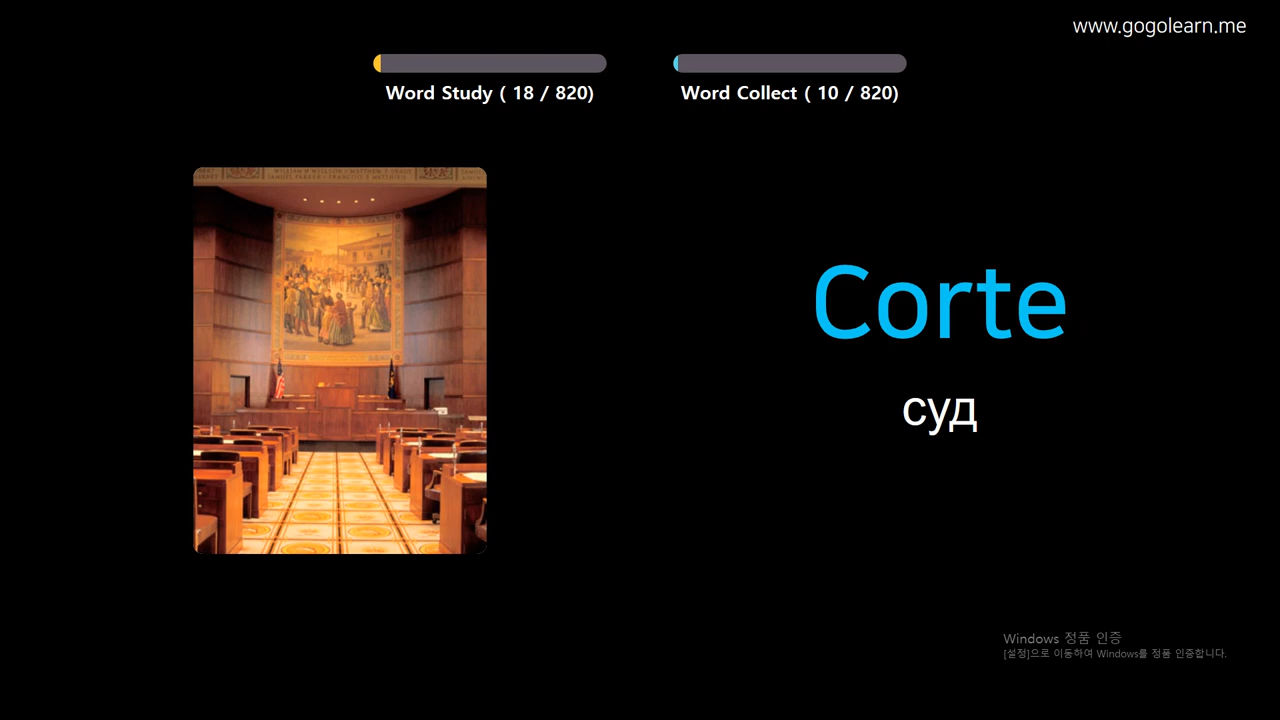 www.gogolearn.me
Word Study ( 18 / 820)
Word Collect ( 10 / 820)
Corte
суд
Windows 정품 인증
[설정]으로 이동하여 Windows를 정품 인증합니다.